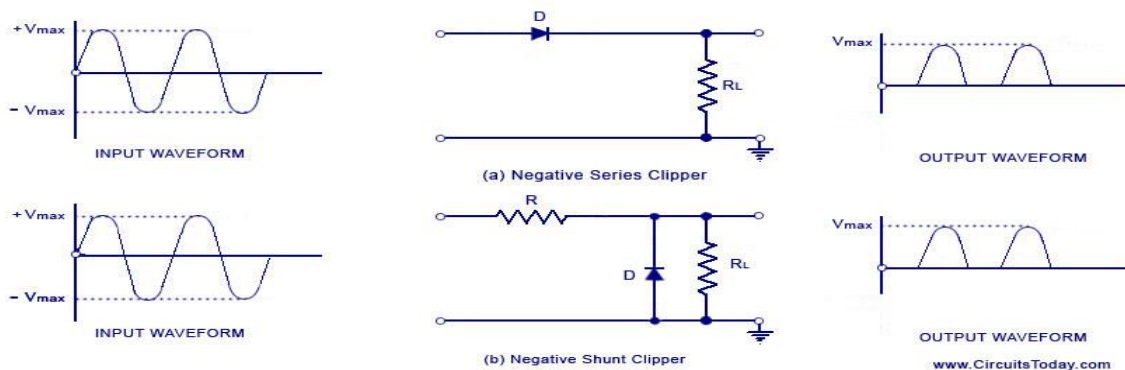 +Vmax
– Vmax
INPUT WAVEFORM
D
RL
(a) Negative Series Clipper
Vmax
OUTPUT WAVEFORM
+Vmax
– Vmax
INPUT WAVEFORM
R
D
RL
(b) Negative Shunt Clipper
Vmax
OUTPUT WAVEFORM
www.CircuitsToday.com